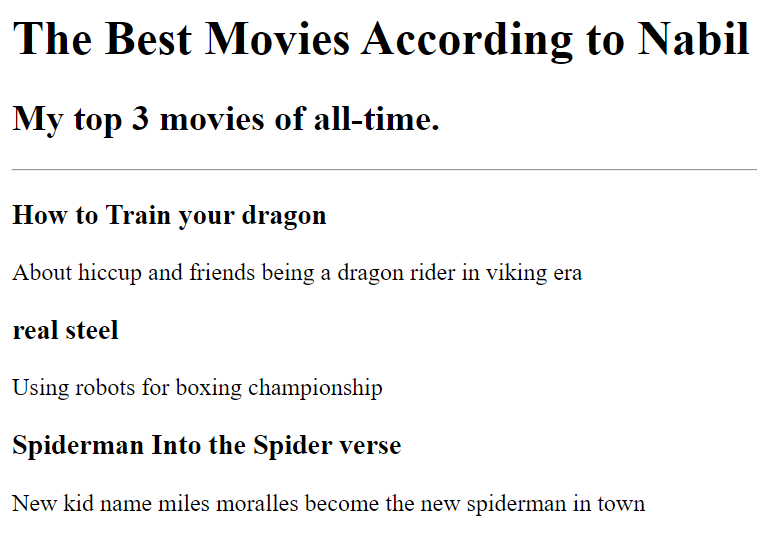 The Best Movies According to Nabil
My top 3 movies of all-time.
How to Train your dragon
About hiccup and friends being a dragon rider in viking era
real steel
Using robots for boxing championship
Spiderman Into the Spider verse
New kid name miles moralles become the new spiderman in town